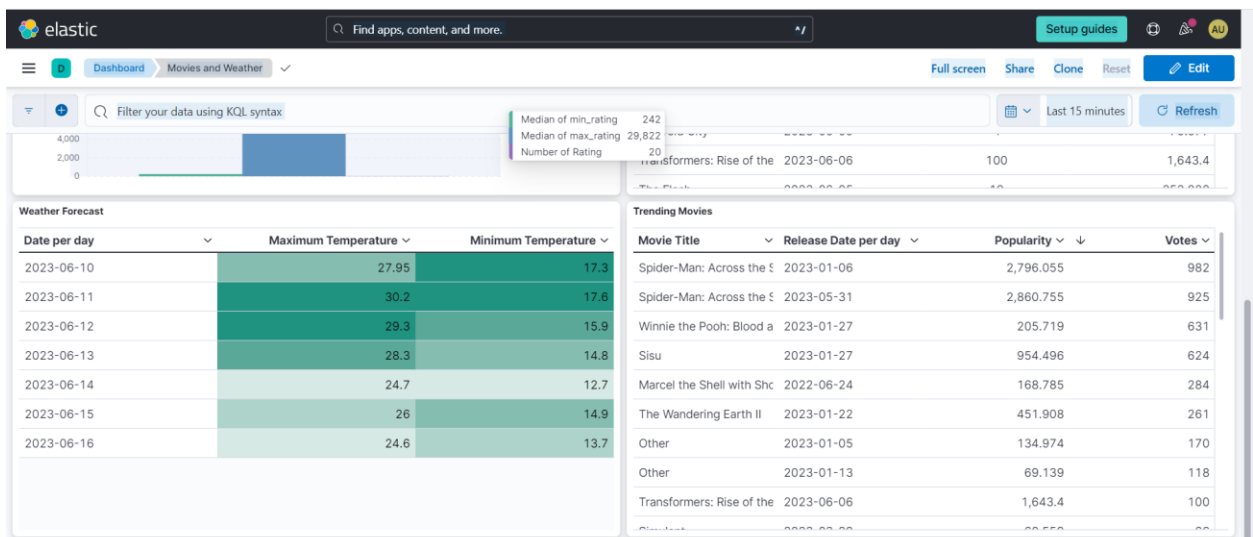 elastic
Find apps, content, and more.
^/
Setup guides
AU
D
Dashboard
Movies and Weather
Full screen
Share
Clone
Reset
Edit
Filter your data using KQL syntax
Last 15 minutes
Refresh
4,000
2,000
0
Median of min_rating 242
Median of max_rating 29,822
Number of Rating 20
Transformers: Rise of the 2023-06-06 100 1,643.4
Weather Forecast
Date per day Maximum Temperature Minimum Temperature
2023-06-10 27.95 17.3
2023-06-11 30.2 17.6
2023-06-12 29.3 15.9
2023-06-13 28.3 14.8
2023-06-14 24.7 12.7
2023-06-15 26 14.9
2023-06-16 24.6 13.7
Trending Movies
Movie Title Release Date per day Popularity Votes
Spider-Man: Across the S 2023-01-06 2,796.055 982
Spider-Man: Across the S 2023-05-31 2,860.755 925
Winnie the Pooh: Blood a 2023-01-27 205.719 631
Sisu 2023-01-27 954.496 624
Marcel the Shell with Sho 2022-06-24 168.785 284
The Wandering Earth II 2023-01-22 451.908 261
Other 2023-01-05 134.974 170
Other 2023-01-13 69.139 118
Transformers: Rise of the 2023-06-06 1,643.4 100